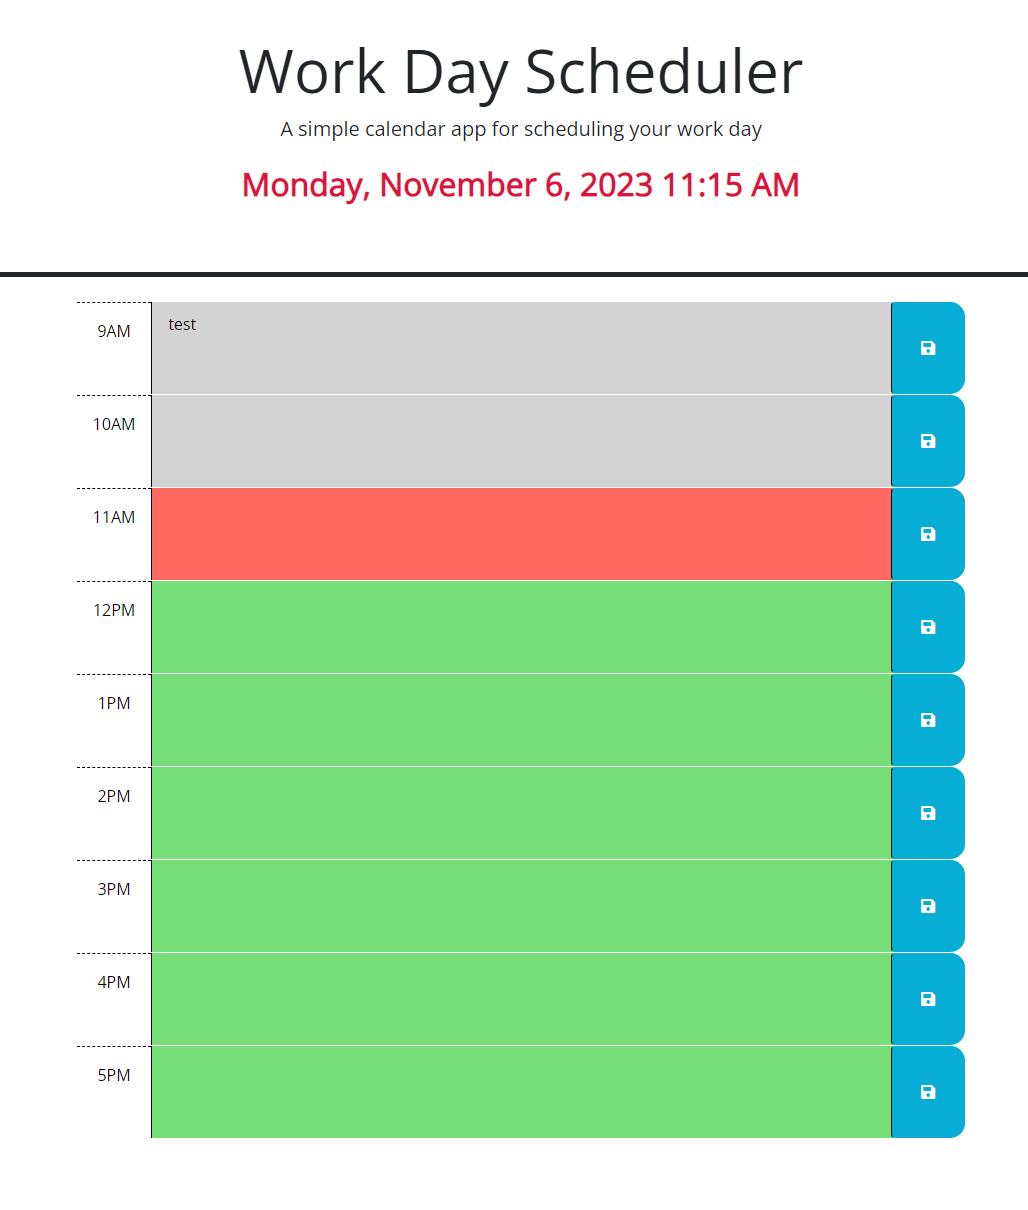 Work Day Scheduler
A simple calendar app for scheduling your work day
Monday, November 6, 2023 11:15 AM
9AM
test
10AM
11AM
12PM
1PM
2PM
3PM
4PM
5PM